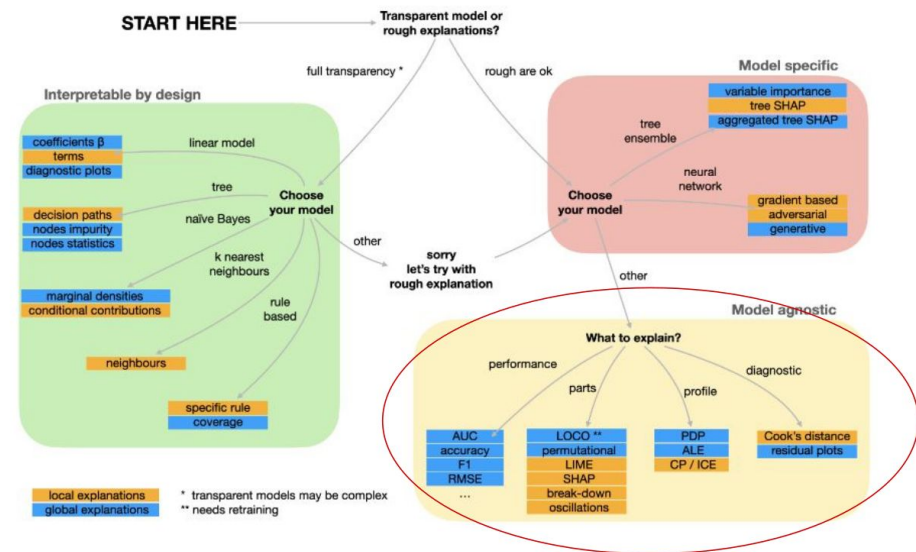 START HERE
Transparent model or
rough explanations?
full transparency *
rough are ok
Interpretable by design
coefficients β
terms
diagnostic plots
linear model
tree
decision paths
nodes impurity
nodes statistics
naïve Bayes
Choose
your model
k nearest
neighbours
marginal densities
conditional contributions
rule
based
neighbours
specific rule
coverage
other
sorry
let's try with
rough explanation
Model specific
variable importance
tree SHAP
aggregated tree SHAP
tree
ensemble
neural
network
Choose
your model
gradient based
adversarial
generative
other
Model agnostic
What to explain?
performance
parts
profile
diagnostic
AUC
accuracy
F1
RMSE
...
LOCO **
permutational
LIME
SHAP
break-down
oscillations
PDP
ALE
CP / ICE
Cook's distance
residual plots
local explanations
global explanations
* transparent models may be complex
** needs retraining